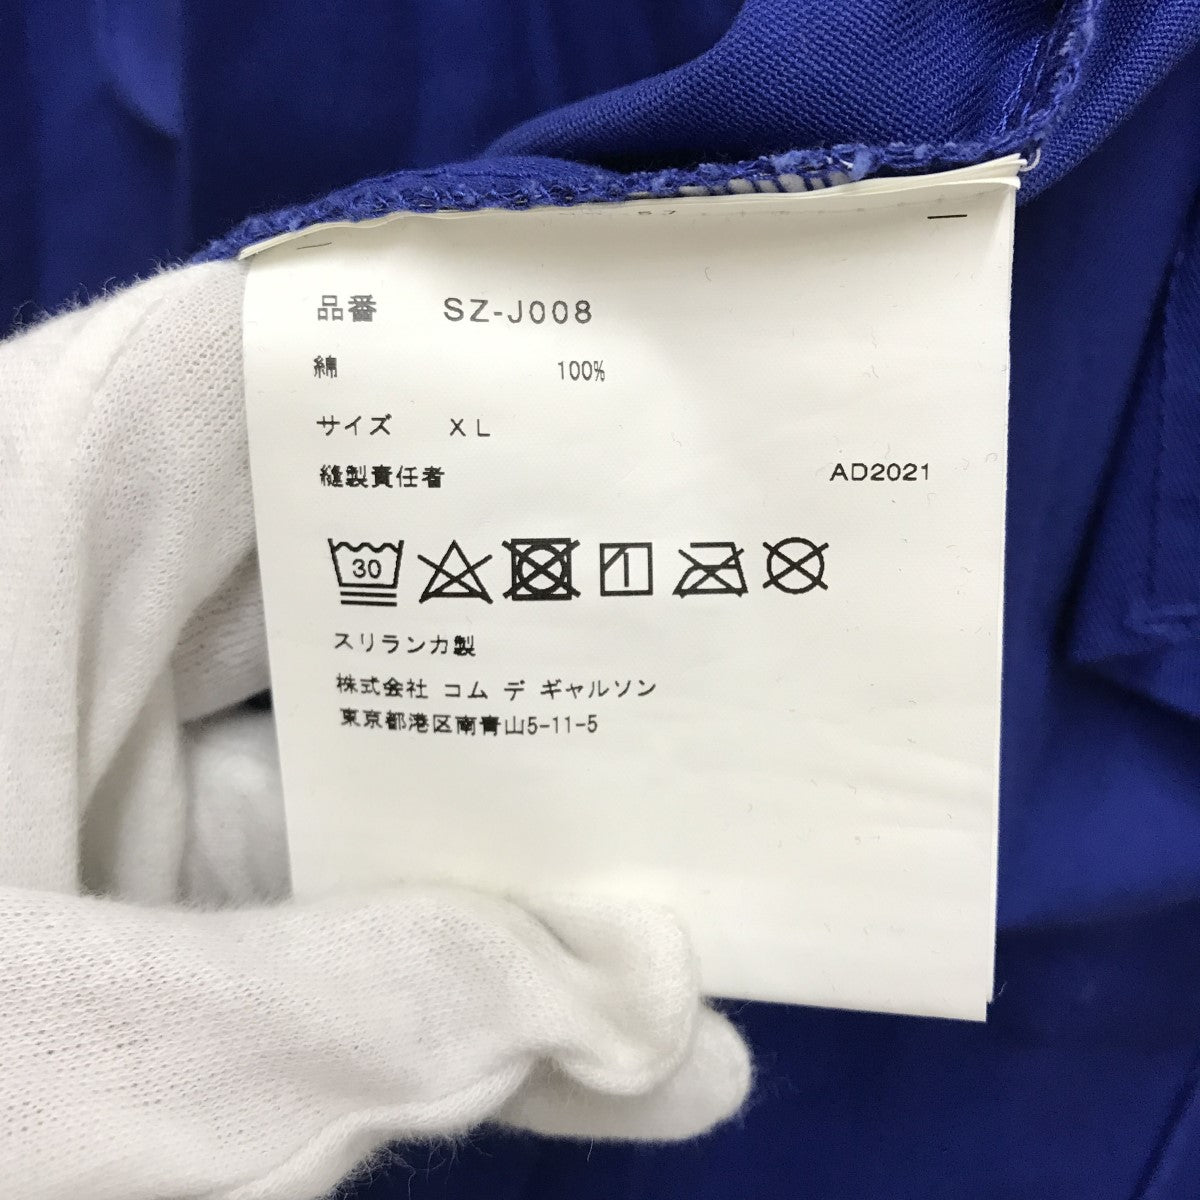 品番 SZ-J008
綿 100%
サイズ XL
縫製責任者 AD2021
30
スリランカ製
株式会社 コム デ ギャルソン
東京都港区南青山5-11-5